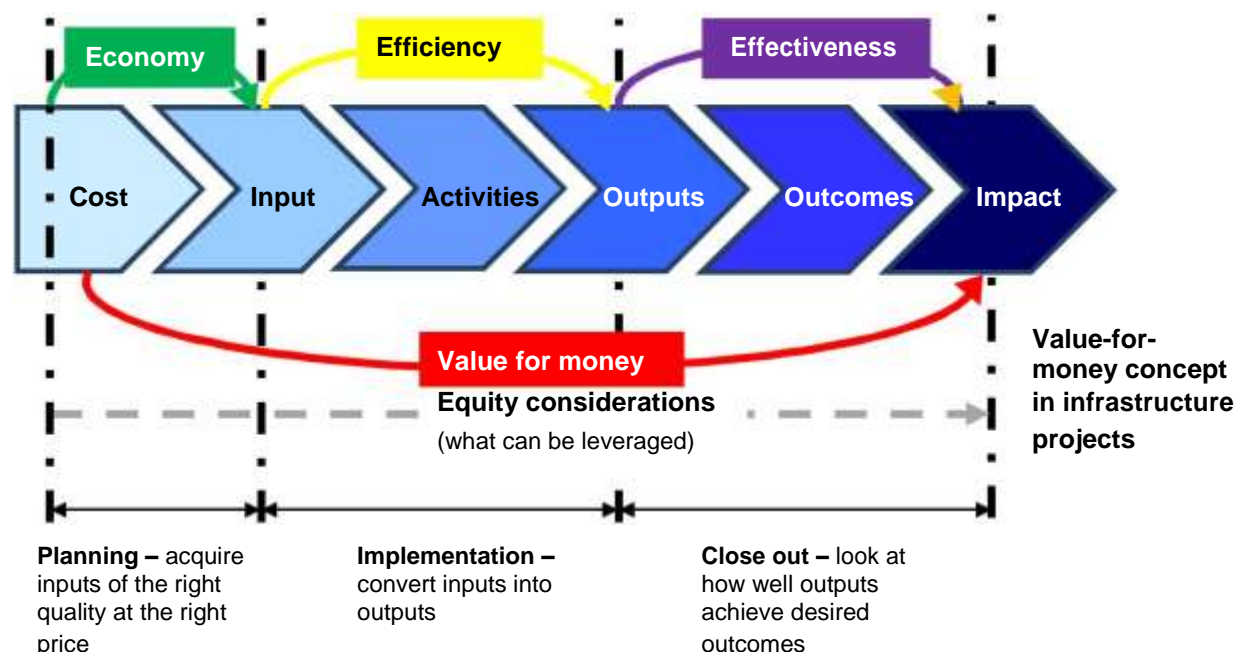 Economy
Efficiency
Effectiveness
Cost
Input
Activities
Outputs
Outcomes
Impact
Value for money
Equity considerations
(what can be leveraged)
Value-for-
money concept
in infrastructure
projects
Planning – acquire
inputs of the right
quality at the right
price
Implementation –
convert inputs into
outputs
Close out – look at
how well outputs
achieve desired
outcomes